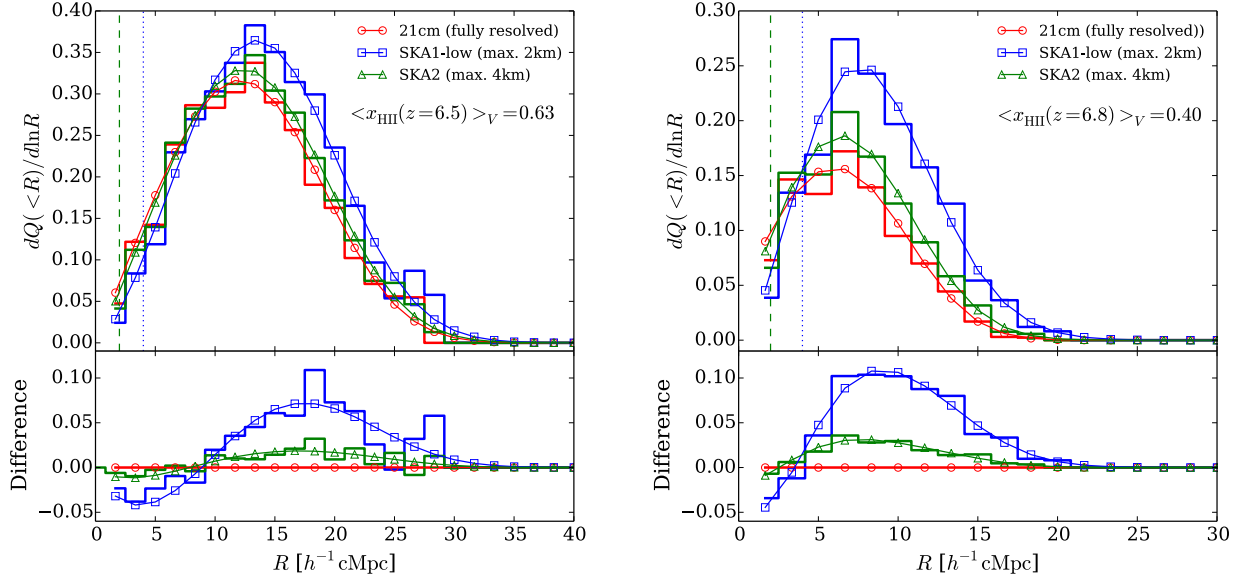 0.40
0.35
0.30
0.25
0.20
0.15
0.10
0.05
0.00
dQ(<R)/dlnR
21cm (fully resolved)
SKA1-low (max. 2km)
SKA2 (max. 4km)
<x_HII(z=6.5)>_V=0.63
0.10
0.05
0.00
−0.05
Difference
0 5 10 15 20 25 30 35 40
R [h⁻¹ cMpc]
0.30
0.25
0.20
0.15
0.10
0.05
0.00
dQ(<R)/dlnR
21cm (fully resolved))
SKA1-low (max. 2km)
SKA2 (max. 4km)
<x_HII(z=6.8)>_V=0.40
0.10
0.05
0.00
−0.05
Difference
0 5 10 15 20 25 30
R [h⁻¹ cMpc]